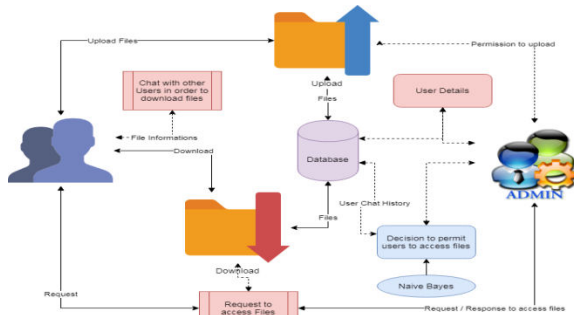 Upload Files
Permission to upload
Chat with other
Users in order to
download files
Upload
Files
User Details
File Informations
Download
Database
ADMIN
User Chat History
Files
Decision to permit
users to access files
Download
Naive Bayes
Request
Request to
access Files
Request / Response to access files